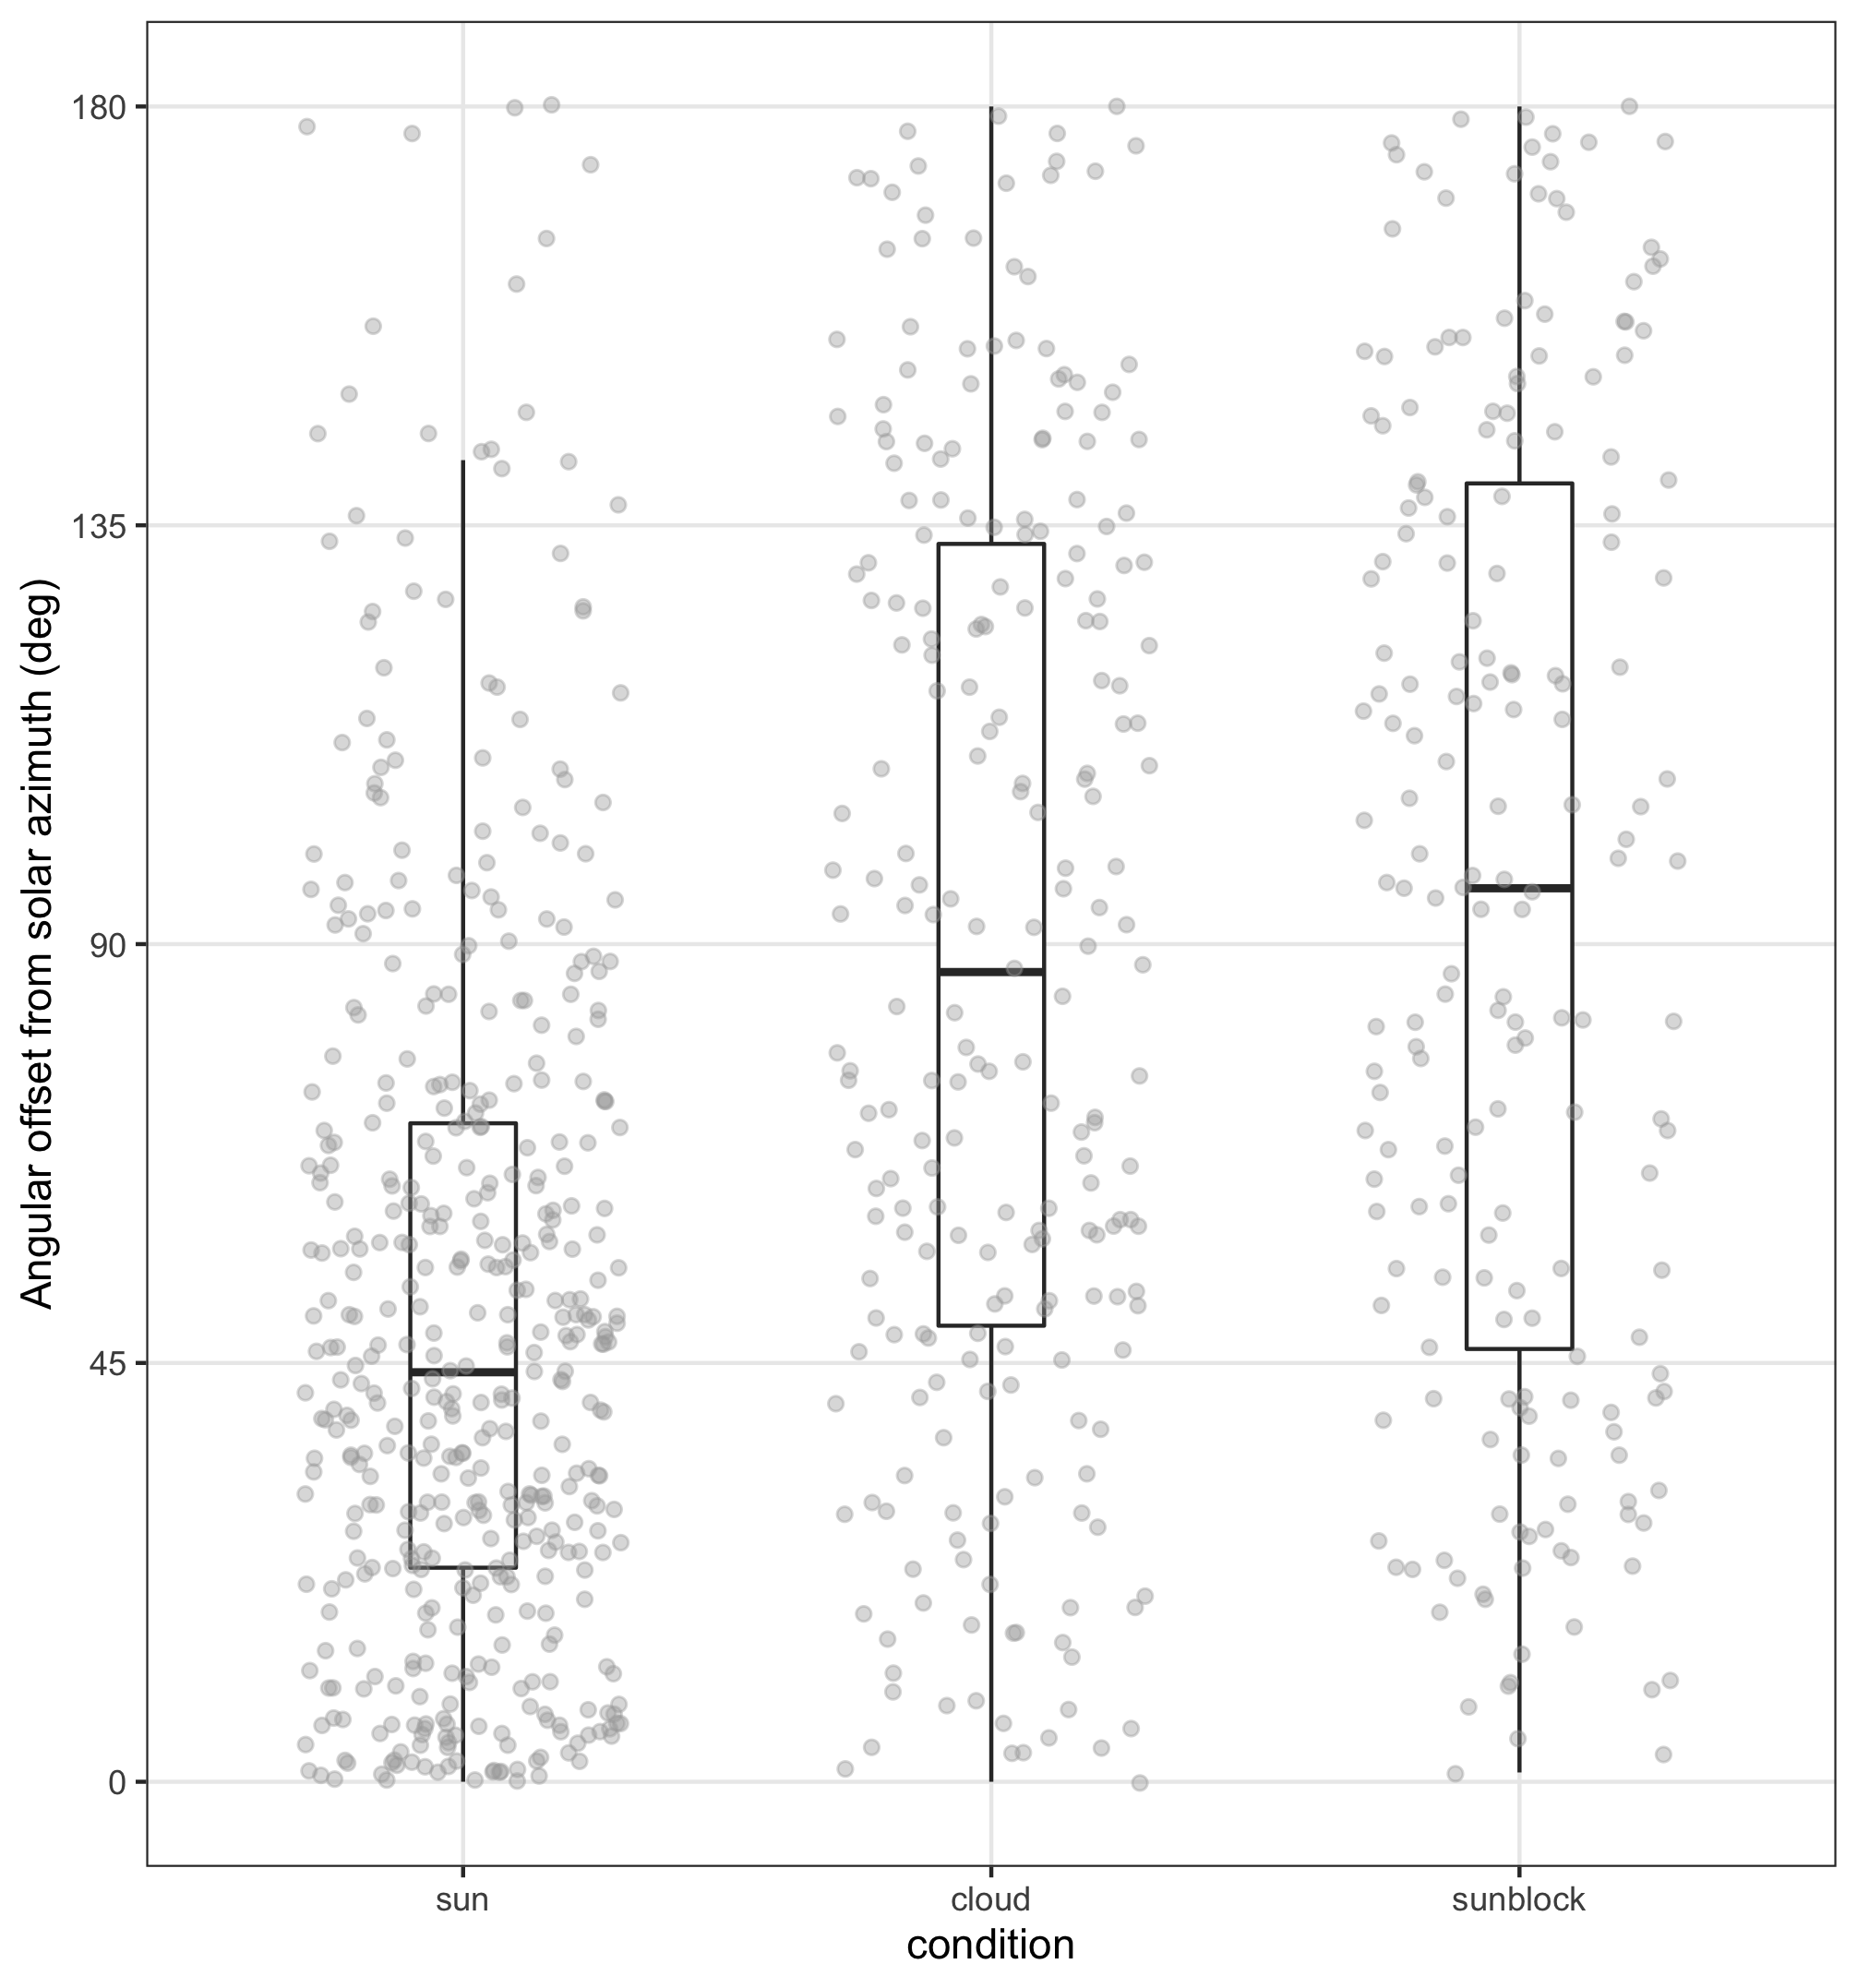 Angular offset from solar azimuth (deg)
180
135
90
45
0
sun cloud sunblock
condition